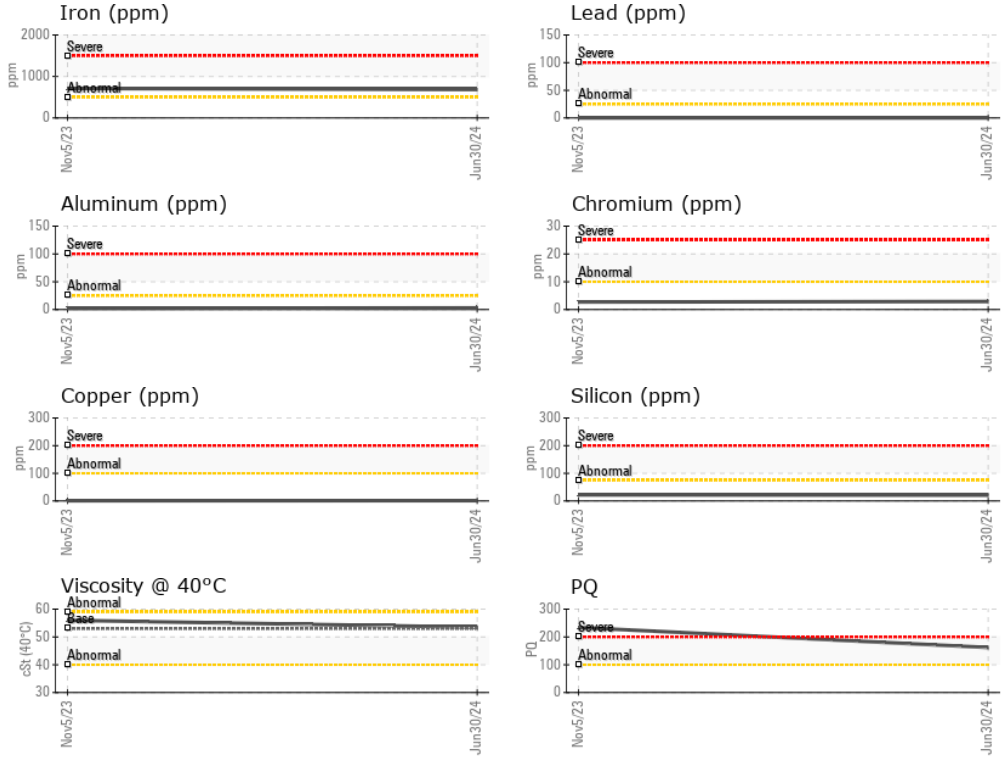 Iron (ppm)
2000
1000
0
ppm
Severe
Abnormal
Nov5/23
Jun30/24
Lead (ppm)
150
100
50
0
ppm
Severe
Abnormal
Nov5/23
Jun30/24
Aluminum (ppm)
150
100
50
0
ppm
Severe
Abnormal
Nov5/23
Jun30/24
Chromium (ppm)
30
20
10
0
ppm
Severe
Abnormal
Nov5/23
Jun30/24
Copper (ppm)
300
200
100
0
ppm
Severe
Abnormal
Nov5/23
Jun30/24
Silicon (ppm)
300
200
100
0
ppm
Severe
Abnormal
Nov5/23
Jun30/24
Viscosity @ 40°C
60
50
40
30
cSt (40°C)
Abnormal
Base
Abnormal
Nov5/23
Jun30/24
PQ
300
200
100
0
PQ
Severe
Abnormal
Nov5/23
Jun30/24